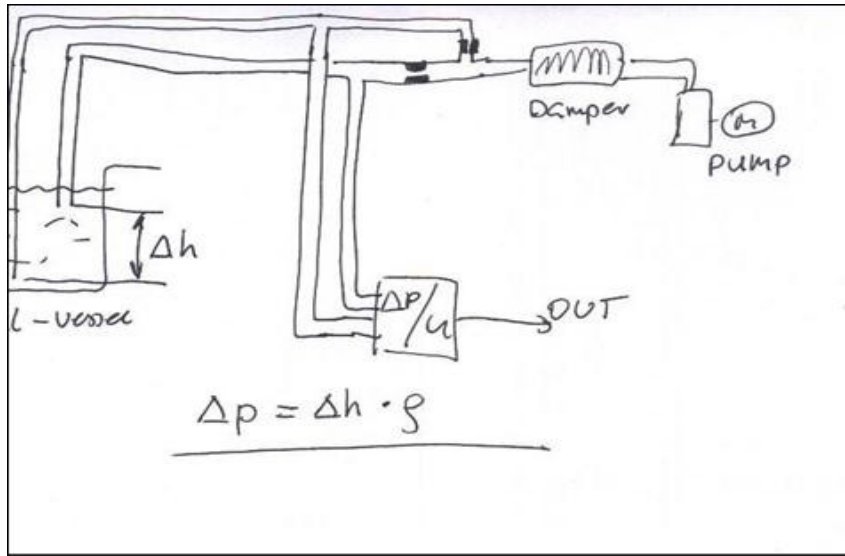 Damper
m
pump
Δh
l-vessel
Δp/u
OUT
Δp = Δh · ρ